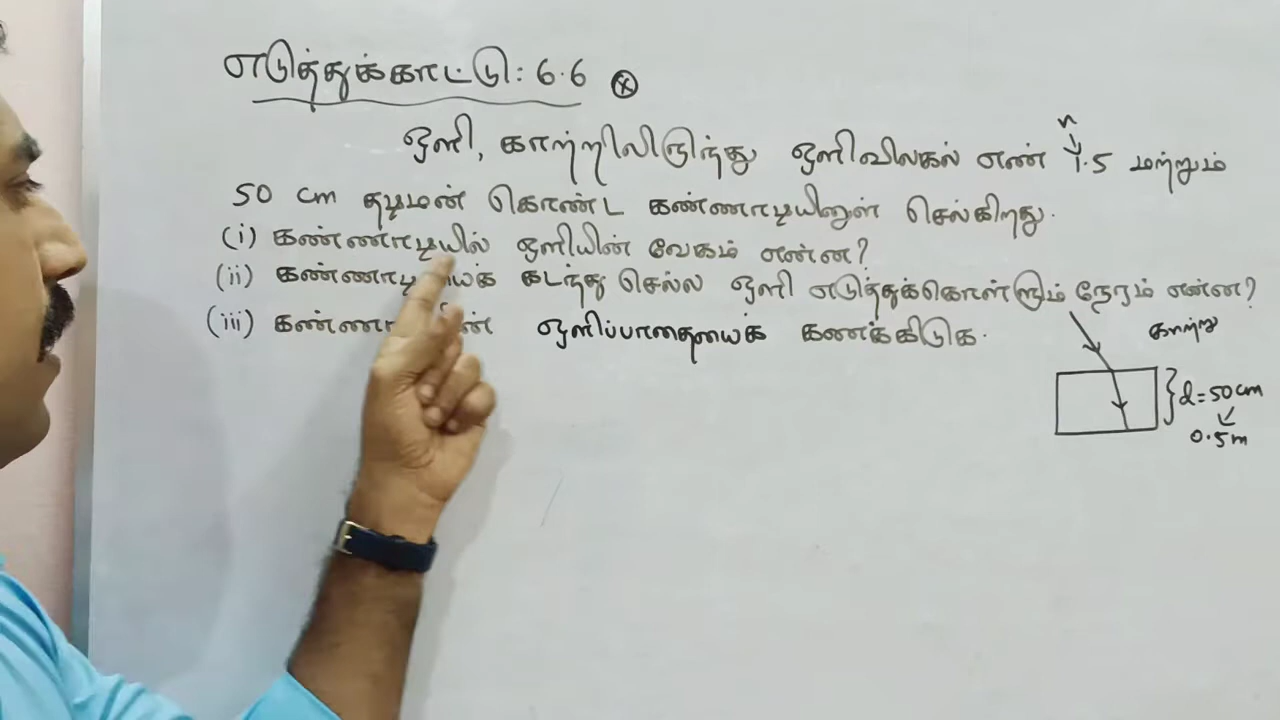 எடுத்துக்காட்டு: 6.6 ⊗
n
ஒளி, காற்றிலிருந்து ஒளிவிலகல் எண் 1.5 மற்றும்
50 cm தடிமன் கொண்ட கண்ணாடியினுள் செல்கிறது.
(i) கண்ணாடியில் ஒளியின் வேகம் என்ன?
(ii) கடந்து செல்ல ஒளி எடுத்துக்கொள்ளும் நேரம் என்ன?
(iii) ஒளிப்பாதையைக் கணக்கிடுக.
காற்று
d = 50 cm
0.5 m